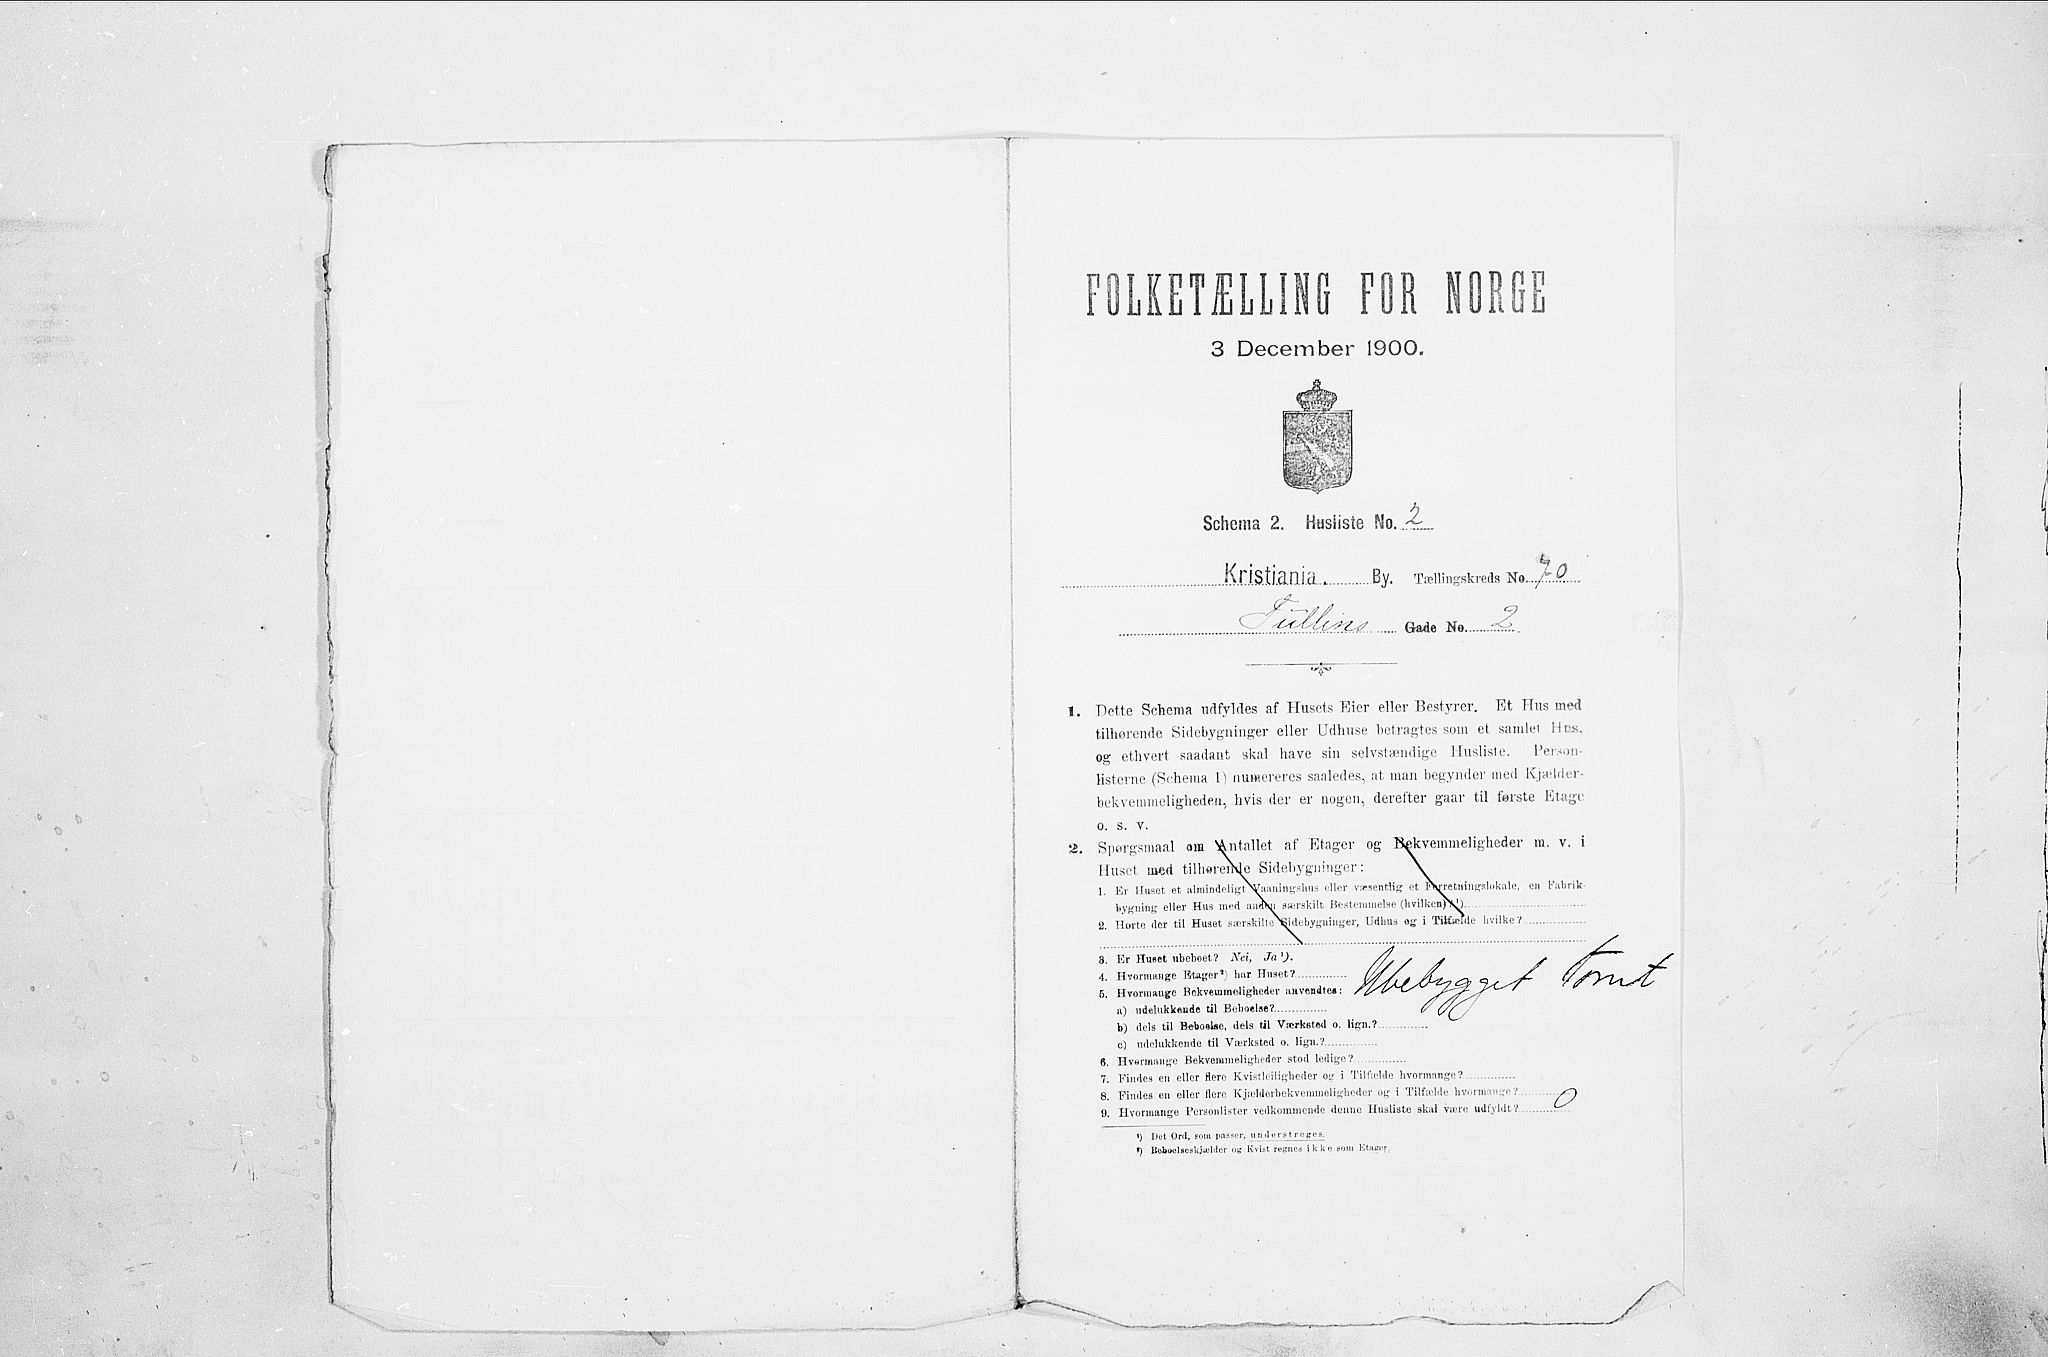 FOLKETÆLLING FOR NORGE
3 December 1900.
Schema 2. Husliste No. 2
Kristiania. By. Tællingskreds No. 70
Tullins Gade No. 2
1. Dette Schema udfyldes af Husets Eier eller Bestyrer. Et Hus med
tilhørende Sidebygninger eller Udhuse betragtes som et samlet Hus,
og ethvert saadant skal have sin selvstændige Husliste. Person-
listerne (Schema 1) numereres saaledes, at man begynder med Kjælder-
bekvemmeligheden, hvis der er nogen, derefter gaar til første Etage
o. s. v.
2. Spørgsmaal om Antallet af Etager og Bekvemmeligheder m. v. i
Huset med tilhørende Sidebygninger:
1. Er Huset et almindeligt Vaaningshus eller væsentlig et Forretningslokale, en Fabrik-
bygning eller Hus med anden særskilt Bestemmelse (hvilken)?¹)
2. Hørte der til Huset særskilte Sidebygninger, Udhus og i Tilfælde hvilke?
3. Er Huset ubeboet? Nei, Ja¹).
4. Hvormange Etager²) har Huset?
Ubebygget Tomt
5. Hvormange Bekvemmeligheder anvendtes:
a) udelukkende til Beboelse?
b) dels til Beboelse, dels til Værksted o. lign.?
c) udelukkende til Værksted o. lign.?
6. Hvormange Bekvemmeligheder stod ledige?
7. Findes en eller flere Kvistleiligheder og i Tilfælde hvormange?
8. Findes en eller flere Kjælderbekvemmeligheder og i Tilfælde hvormange?
9. Hvormange Personlister vedkommende denne Husliste skal være udfyldt? 0
¹) Det Ord, som passer, understreges.
²) Beboelseskjælder og Kvist regnes ikke som Etager.